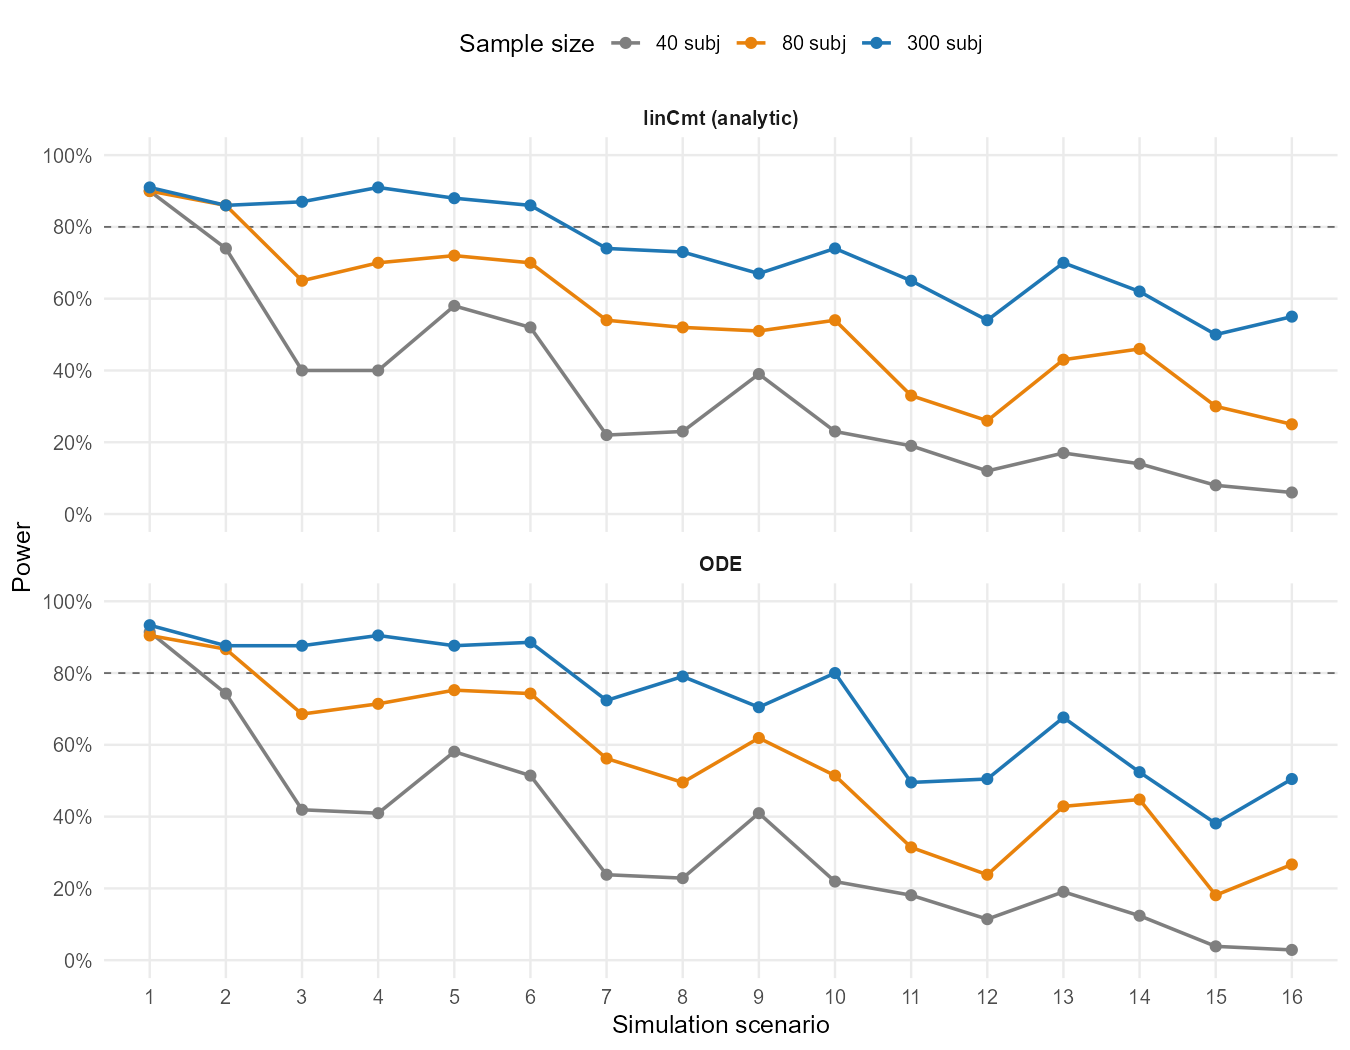 Sample size 40 subj 80 subj 300 subj
linCmt (analytic)
100%
80%
60%
40%
20%
0%
Power
ODE
100%
80%
60%
40%
20%
0%
1 2 3 4 5 6 7 8 9 10 11 12 13 14 15 16
Simulation scenario